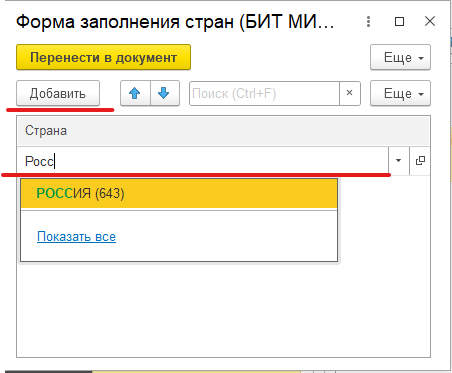 Форма заполнения стран (БИТ МИ...
Перенести в документ Еще
Добавить Поиск (Ctrl+F) × Еще
Страна
Росс
РОССИЯ (643)
Показать все